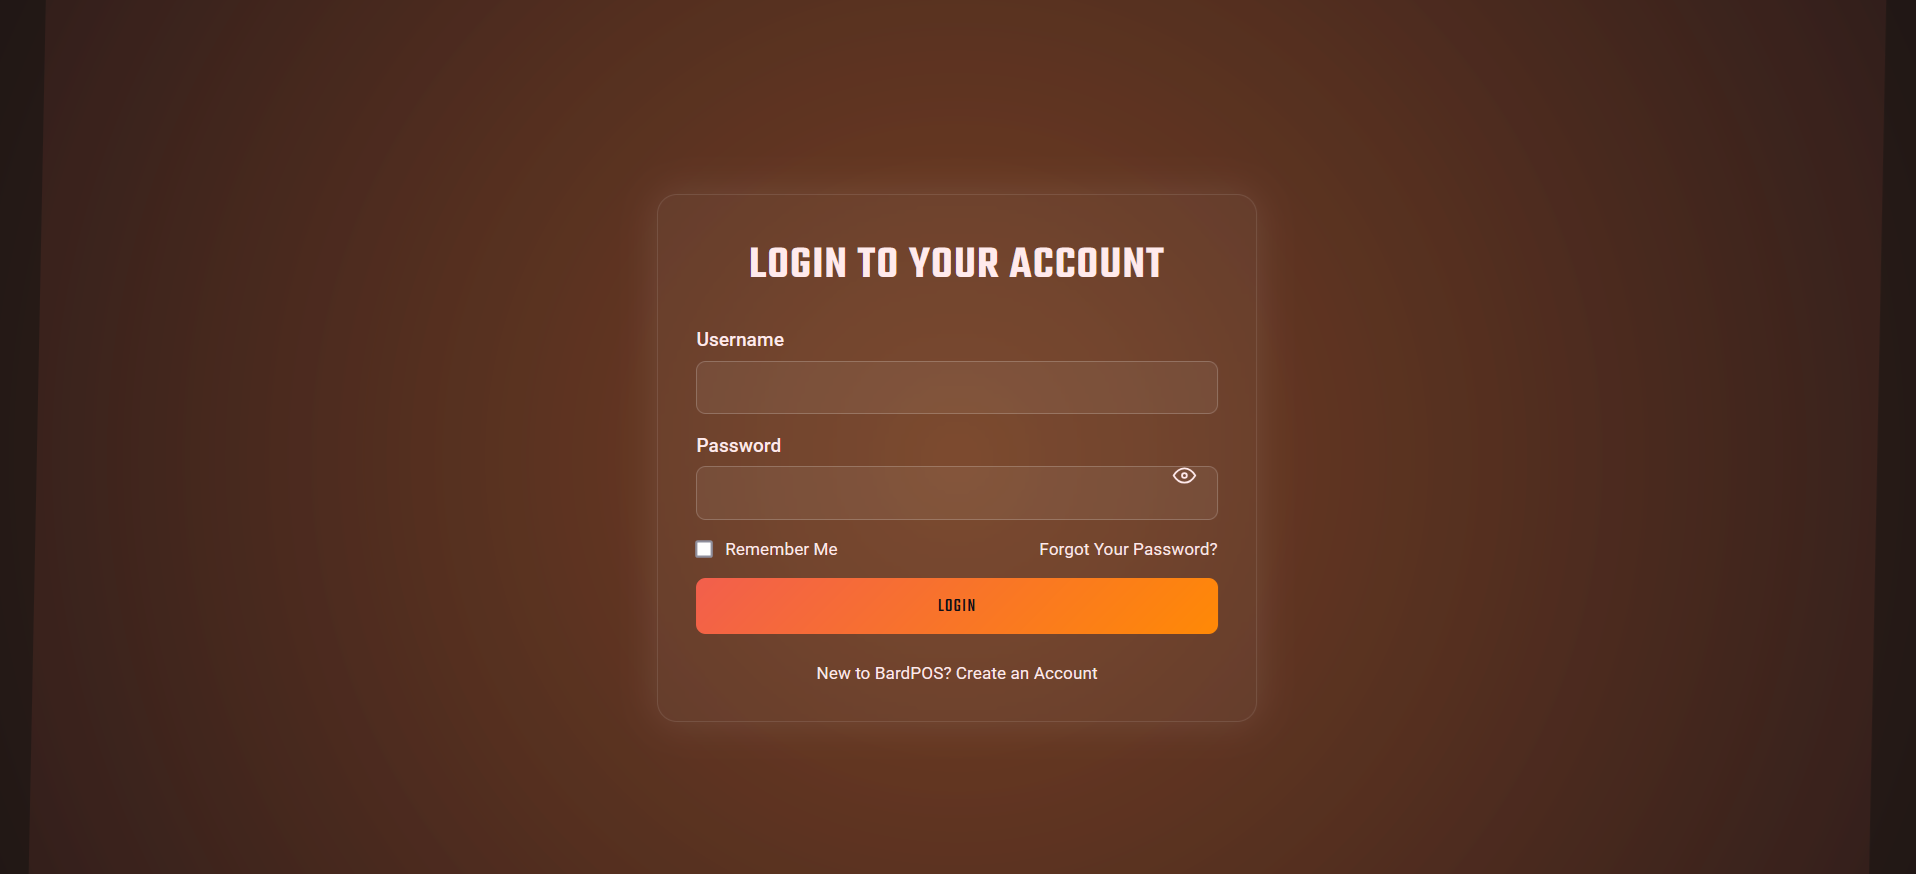 LOGIN TO YOUR ACCOUNT
Username
Password
Remember Me
Forgot Your Password?
LOGIN
New to BardPOS? Create an Account